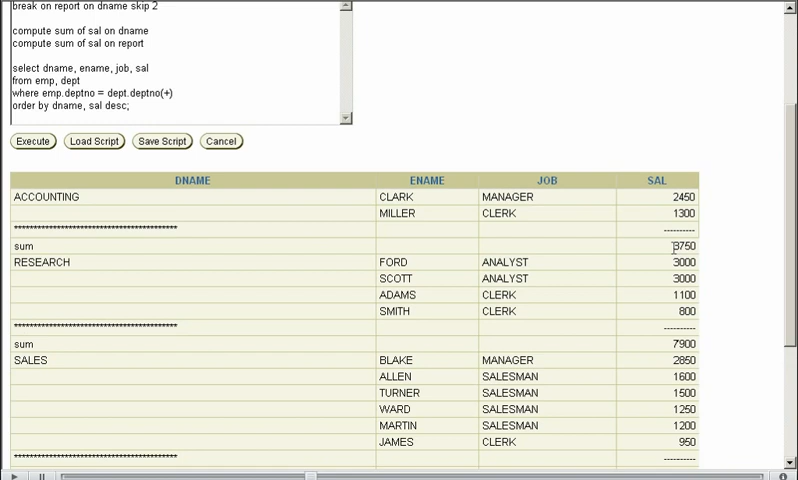 break on report on dname skip 2
compute sum of sal on dname
compute sum of sal on report
select dname, ename, job, sal
from emp, dept
where emp.deptno = dept.deptno(+)
order by dname, sal desc;
Execute Load Script Save Script Cancel
DNAME ENAME JOB SAL
ACCOUNTING CLARK MANAGER 2450
MILLER CLERK 1300
****************************************** ----------
sum 3750
RESEARCH FORD ANALYST 3000
SCOTT ANALYST 3000
ADAMS CLERK 1100
SMITH CLERK 800
****************************************** ----------
sum 7900
SALES BLAKE MANAGER 2850
ALLEN SALESMAN 1600
TURNER SALESMAN 1500
WARD SALESMAN 1250
MARTIN SALESMAN 1200
JAMES CLERK 950
****************************************** ----------